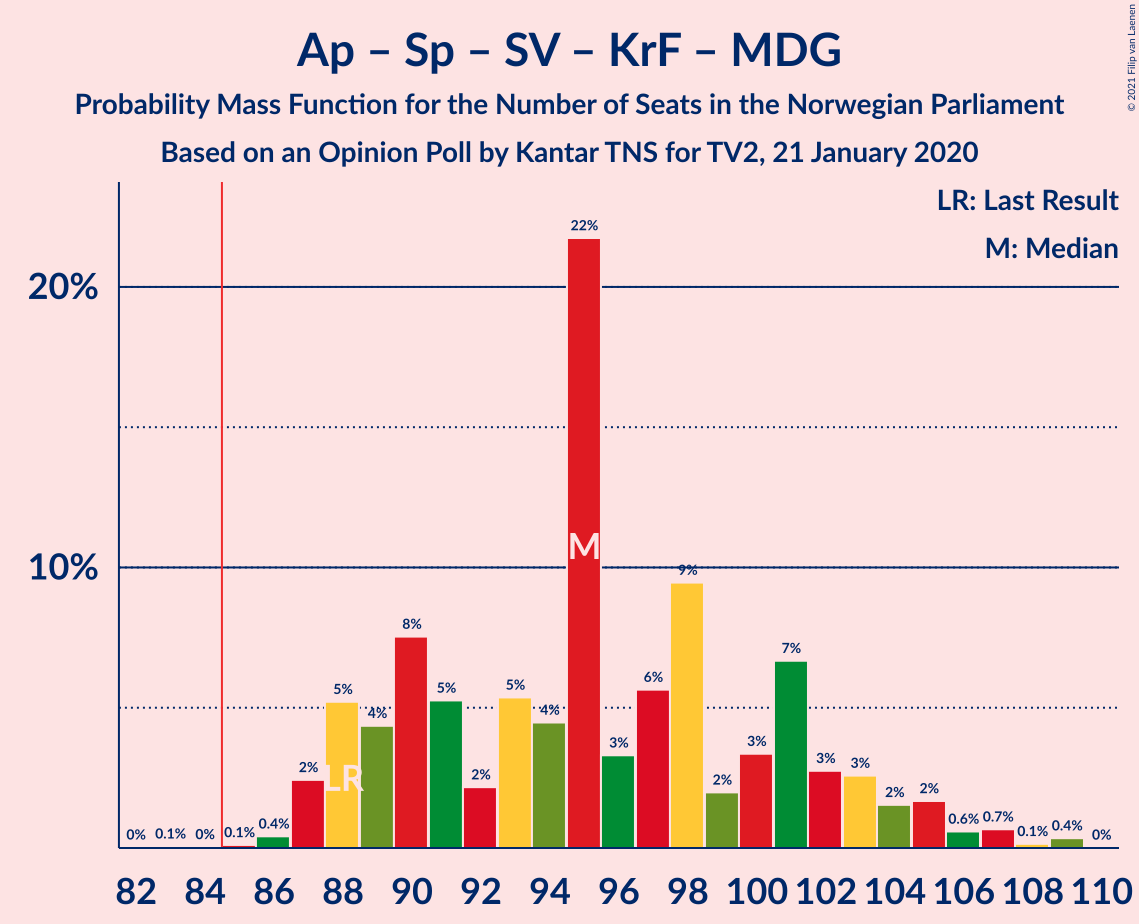 Ap – Sp – SV – KrF – MDG
Probability Mass Function for the Number of Seats in the Norwegian Parliament
Based on an Opinion Poll by Kantar TNS for TV2, 21 January 2020
© 2021 Filip van Laenen
LR: Last Result
M: Median
20%
10%
0% 0.1% 0% 0.1% 0.4% 2% 5% 4% 8% 5% 2% 5% 4% 22% 3% 6% 9% 2% 3% 7% 3% 3% 2% 2% 0.6% 0.7% 0.1% 0.4% 0%
M
LR
82 84 86 88 90 92 94 96 98 100 102 104 106 108 110